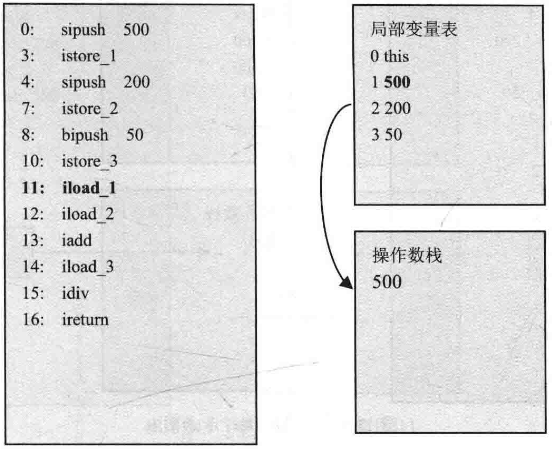 0: sipush 500
3: istore_1
4: sipush 200
7: istore_2
8: bipush 50
10: istore_3
11: iload_1
12: iload_2
13: iadd
14: iload_3
15: idiv
16: ireturn
局部变量表
0 this
1 500
2 200
3 50
操作数栈
500